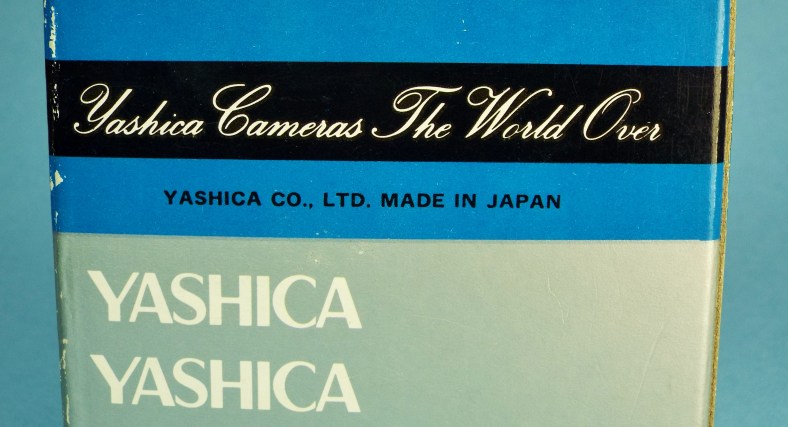 Yashica Cameras The World Over
YASHICA CO., LTD. MADE IN JAPAN
YASHICA
YASHICA